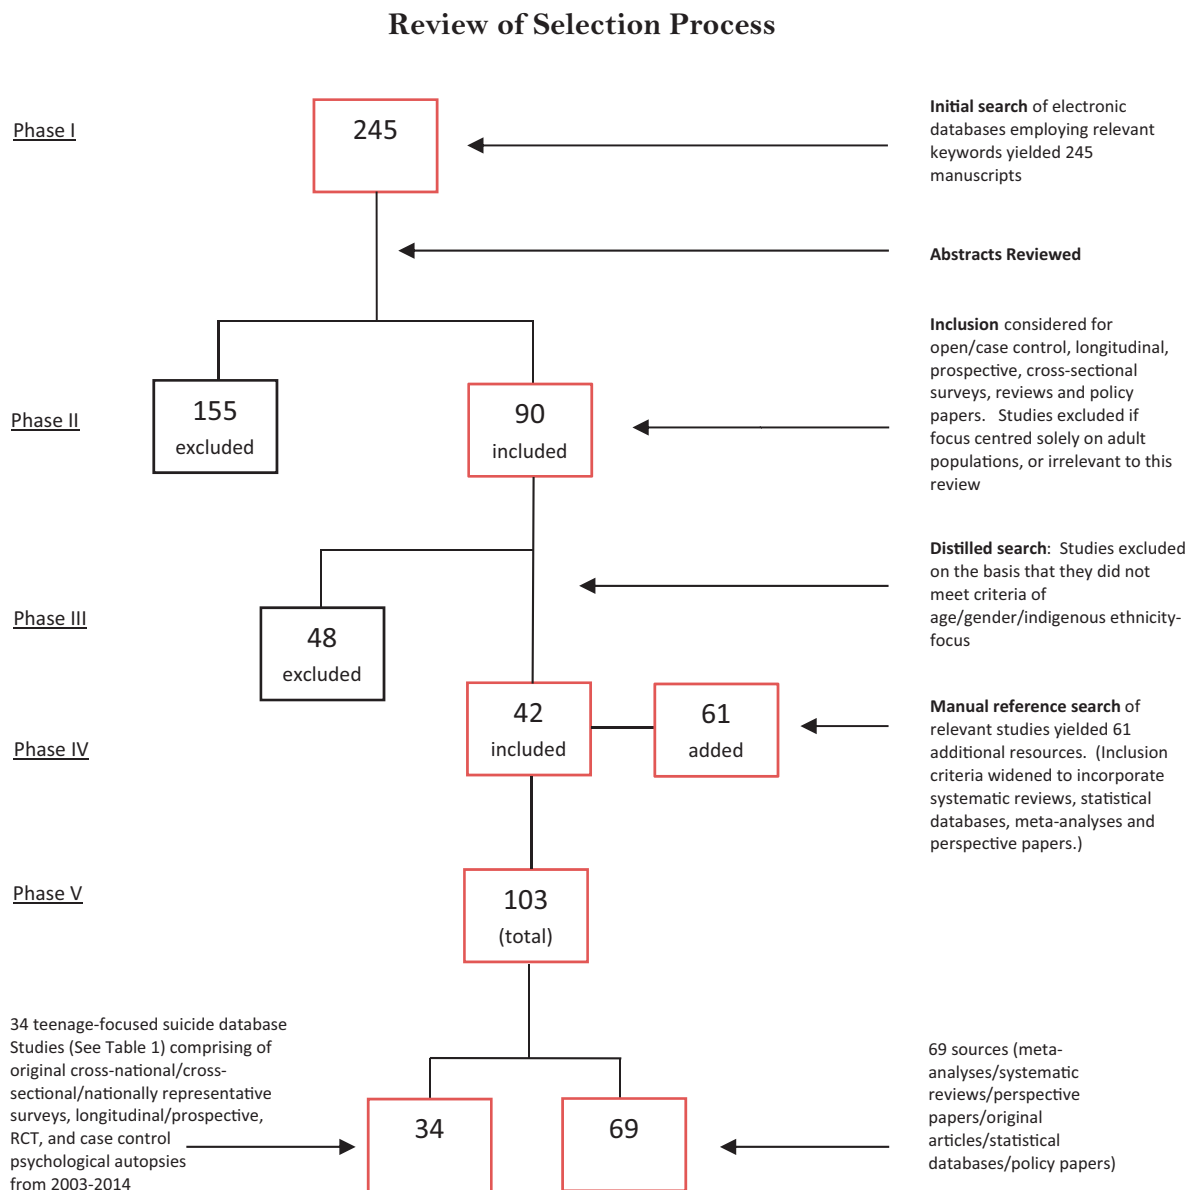 Review of Selection Process
Phase I
245
Initial search of electronic
databases employing relevant
keywords yielded 245
manuscripts
Abstracts Reviewed
Phase II
155
excluded
90
included
Inclusion considered for
open/case control, longitudinal,
prospective, cross-sectional
surveys, reviews and policy
papers. Studies excluded if
focus centred solely on adult
populations, or irrelevant to this
review
Phase III
48
excluded
Distilled search: Studies excluded
on the basis that they did not
meet criteria of
age/gender/indigenous ethnicity-
focus
Phase IV
42
included
61
added
Manual reference search of
relevant studies yielded 61
additional resources. (Inclusion
criteria widened to incorporate
systematic reviews, statistical
databases, meta-analyses and
perspective papers.)
Phase V
103
(total)
34 teenage-focused suicide database
Studies (See Table 1) comprising of
original cross-national/cross-
sectional/nationally representative
surveys, longitudinal/prospective,
RCT, and case control
psychological autopsies
from 2003-2014
34
69
69 sources (meta-
analyses/systematic
reviews/perspective
papers/original
articles/statistical
databases/policy papers)